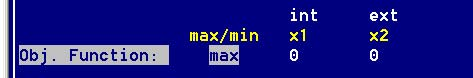 int ext
max/min x1 x2
Obj. Function: max 0 0